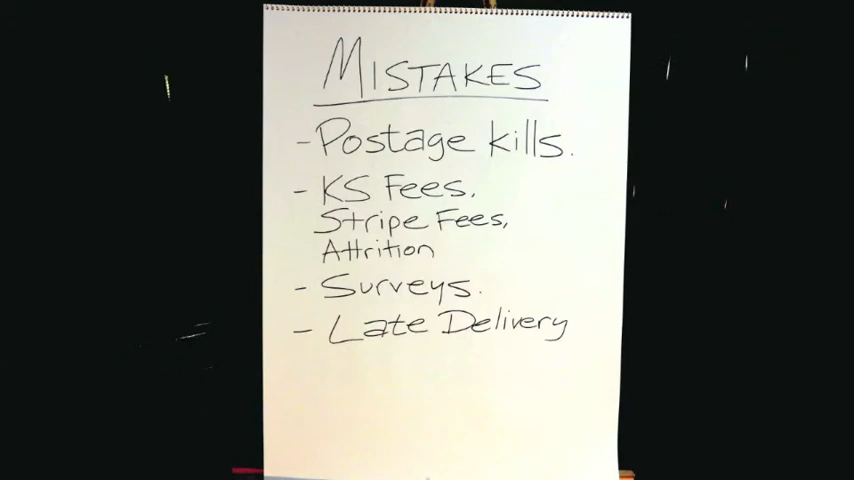 MISTAKES
- Postage kills.
- KS Fees,
Stripe Fees,
Attrition
- Surveys.
- Late Delivery